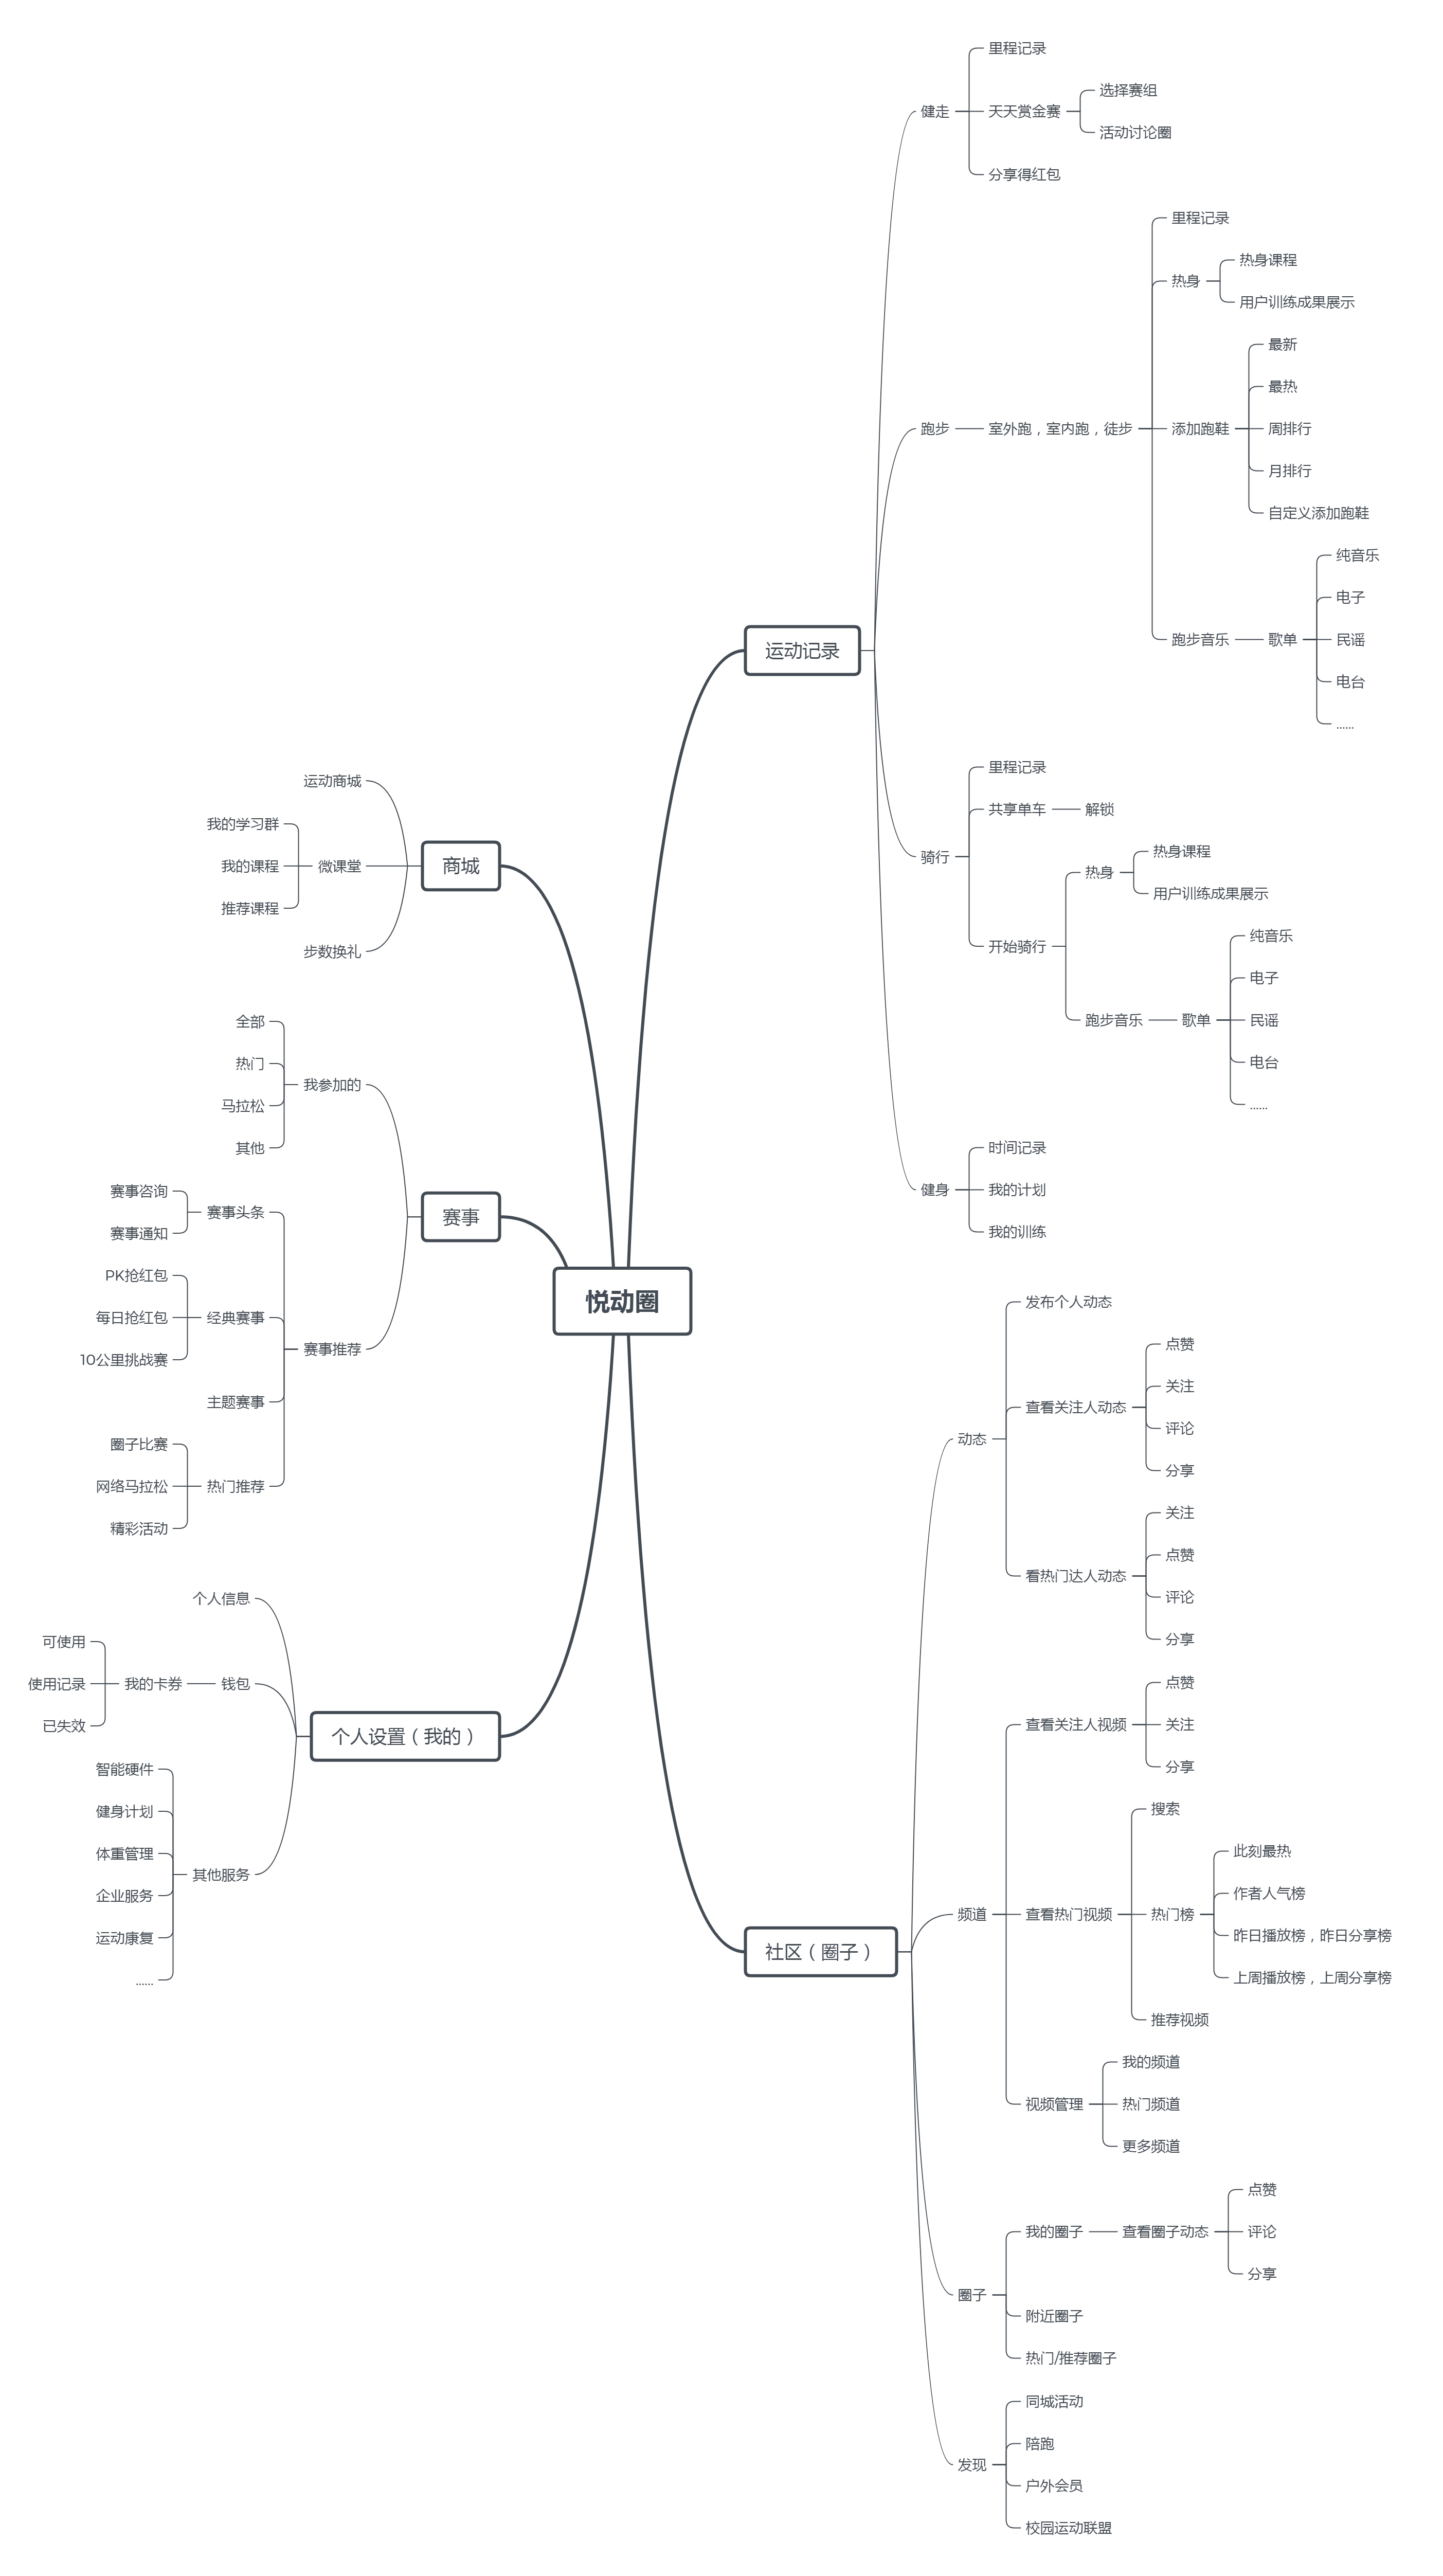 悦动圈
运动记录
健走
里程记录
天天赏金赛
选择赛组
活动讨论圈
分享得红包
跑步
室外跑，室内跑，徒步
里程记录
热身
热身课程
用户训练成果展示
添加跑鞋
最新
最热
周排行
月排行
自定义添加跑鞋
跑步音乐
歌单
纯音乐
电子
民谣
电台
......
骑行
里程记录
共享单车
解锁
开始骑行
热身
热身课程
用户训练成果展示
跑步音乐
歌单
纯音乐
电子
民谣
电台
......
健身
时间记录
我的计划
我的训练
社区（圈子）
动态
发布个人动态
查看关注人动态
点赞
关注
评论
分享
看热门达人动态
关注
点赞
评论
分享
频道
查看关注人视频
点赞
关注
分享
查看热门视频
搜索
热门榜
此刻最热
作者人气榜
昨日播放榜，昨日分享榜
上周播放榜，上周分享榜
推荐视频
视频管理
我的频道
热门频道
更多频道
圈子
我的圈子
查看圈子动态
点赞
评论
分享
附近圈子
热门/推荐圈子
发现
同城活动
陪跑
户外会员
校园运动联盟
商城
运动商城
微课堂
我的学习群
我的课程
推荐课程
步数换礼
赛事
我参加的
全部
热门
马拉松
其他
赛事推荐
赛事头条
赛事咨询
赛事通知
经典赛事
PK抢红包
每日抢红包
10公里挑战赛
主题赛事
热门推荐
圈子比赛
网络马拉松
精彩活动
个人设置（我的）
个人信息
钱包
我的卡券
可使用
使用记录
已失效
其他服务
智能硬件
健身计划
体重管理
企业服务
运动康复
......